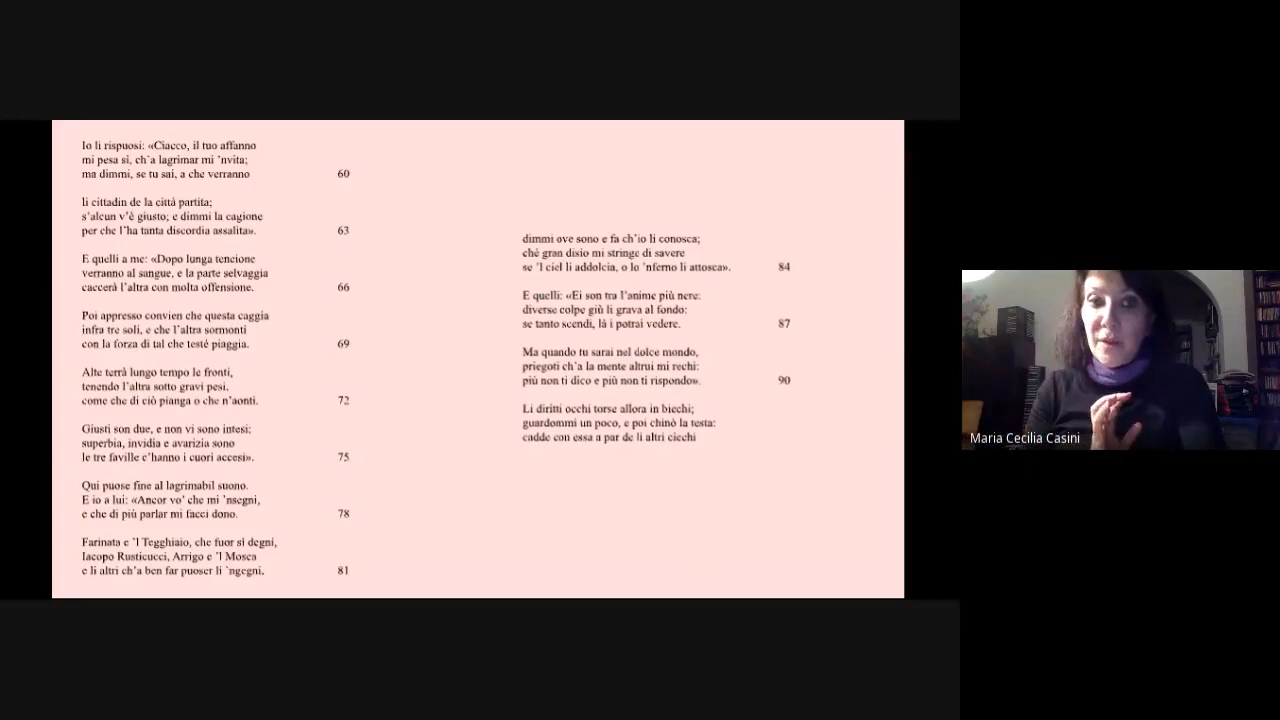 Io li rispuosi: «Ciacco, il tuo affanno
mi pesa sì, ch'a lagrimar mi 'nvita;
ma dimmi, se tu sai, a che verranno 60
li cittadin de la città partita;
s'alcun v'è giusto; e dimmi la cagione
per che l'ha tanta discordia assalita». 63
E quelli a me: «Dopo lunga tencione
verranno al sangue, e la parte selvaggia
caccerà l'altra con molta offensione. 66
Poi appresso convien che questa caggia
infra tre soli, e che l'altra sormonti
con la forza di tal che testé piaggia. 69
Alte terrà lungo tempo le fronti,
tenendo l'altra sotto gravi pesi,
come che di ciò pianga o che n'aonti. 72
Giusti son due, e non vi sono intesi;
superbia, invidia e avarizia sono
le tre faville c'hanno i cuori accesi». 75
Qui puose fine al lagrimabil suono.
E io a lui: «Ancor vo' che mi 'nsegni,
e che di più parlar mi facci dono. 78
Farinata e 'l Tegghiaio, che fuor sì degni,
Iacopo Rusticucci, Arrigo e 'l Mosca
e li altri ch'a ben far puoser li 'ngegni, 81
dimmi ove sono e fa ch'io li conosca;
ché gran disio mi stringe di savere
se 'l ciel li addolcia, o lo 'nferno li attosca». 84
E quelli: «Ei son tra l'anime più nere:
diverse colpe giù li grava al fondo:
se tanto scendi, là i potrai vedere. 87
Ma quando tu sarai nel dolce mondo,
priegoti ch'a la mente altrui mi rechi:
più non ti dico e più non ti rispondo». 90
Li diritti occhi torse allora in biechi;
guardommi un poco, e poi chinò la testa:
cadde con essa a par de li altri ciechi
Maria Cecilia Casini